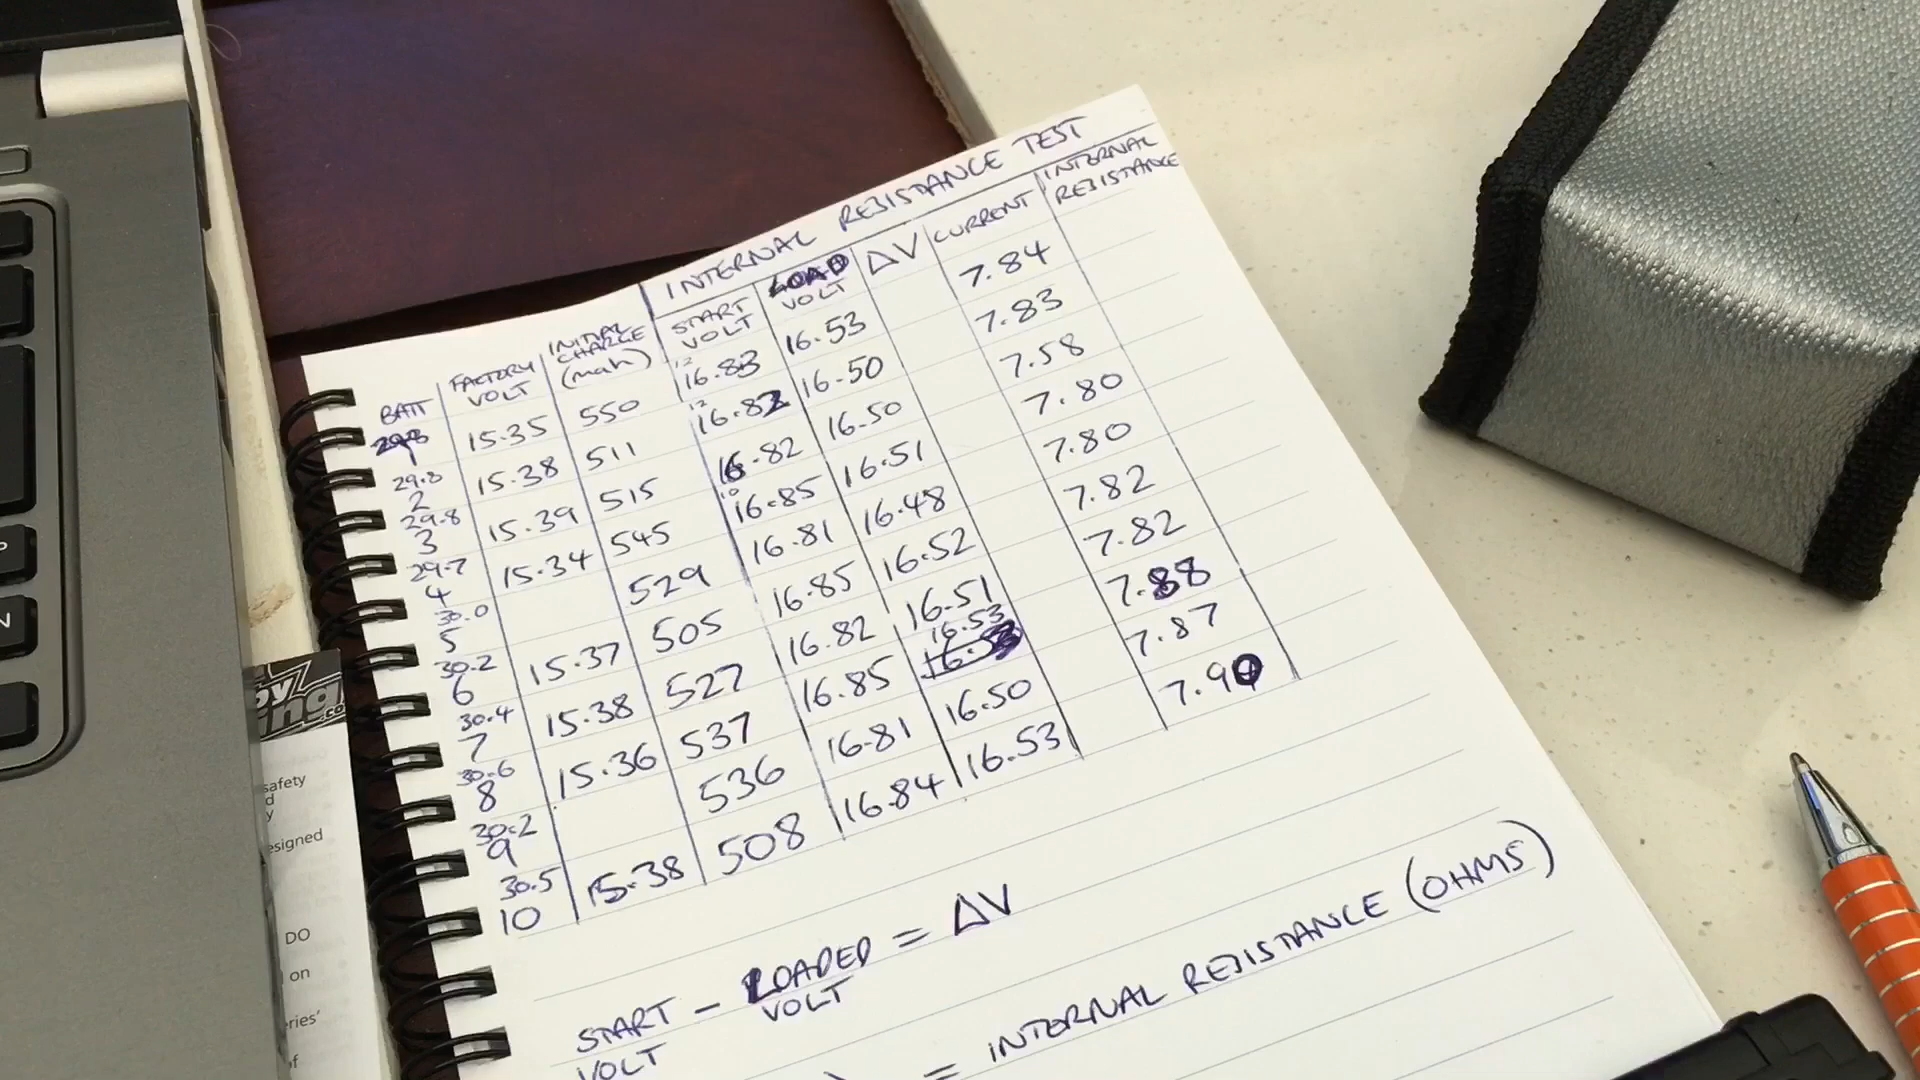 INTERNAL RESISTANCE TEST
BATT FACTORY VOLT INITIAL CHARGE (mah) START VOLT LOAD VOLT ΔV CURRENT INTERNAL RESISTANCE
1 15.35 550 16.83 16.53 7.84
29.8 2 15.38 511 16.82 16.50 7.83
29.8 3 15.39 515 16.82 16.50 7.58
29.7 4 15.34 545 16.85 16.51 7.80
30.0 5 529 16.81 16.48 7.80
30.2 6 15.37 505 16.85 16.52 7.82
30.4 7 15.38 527 16.82 16.51 7.82
30.6 8 15.36 537 16.85 16.53 7.88
30.2 9 536 16.81 16.50 7.87
30.5 10 15.38 508 16.84 16.53 7.90
START VOLT - LOADED VOLT = ΔV
= INTERNAL RESISTANCE (OHMS)
safety
d
y
esigned
DO
on
ries'
of